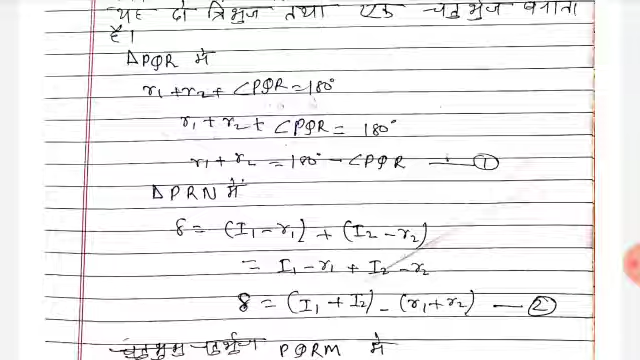 यह दो त्रिभुज तथा एक चतुर्भुज बनाता
है।
ΔPQR में
r₁ + r₂ + ∠PQR = 180°
r₁ + r₂ + ∠PQR = 180°
r₁ + r₂ = 180° - ∠PQR — ①
ΔPRN में
δ = (I₁ - r₁) + (I₂ - r₂)
= I₁ - r₁ + I₂ - r₂
δ = (I₁ + I₂) - (r₁ + r₂) — ②
चतुर्भुज PQRM में